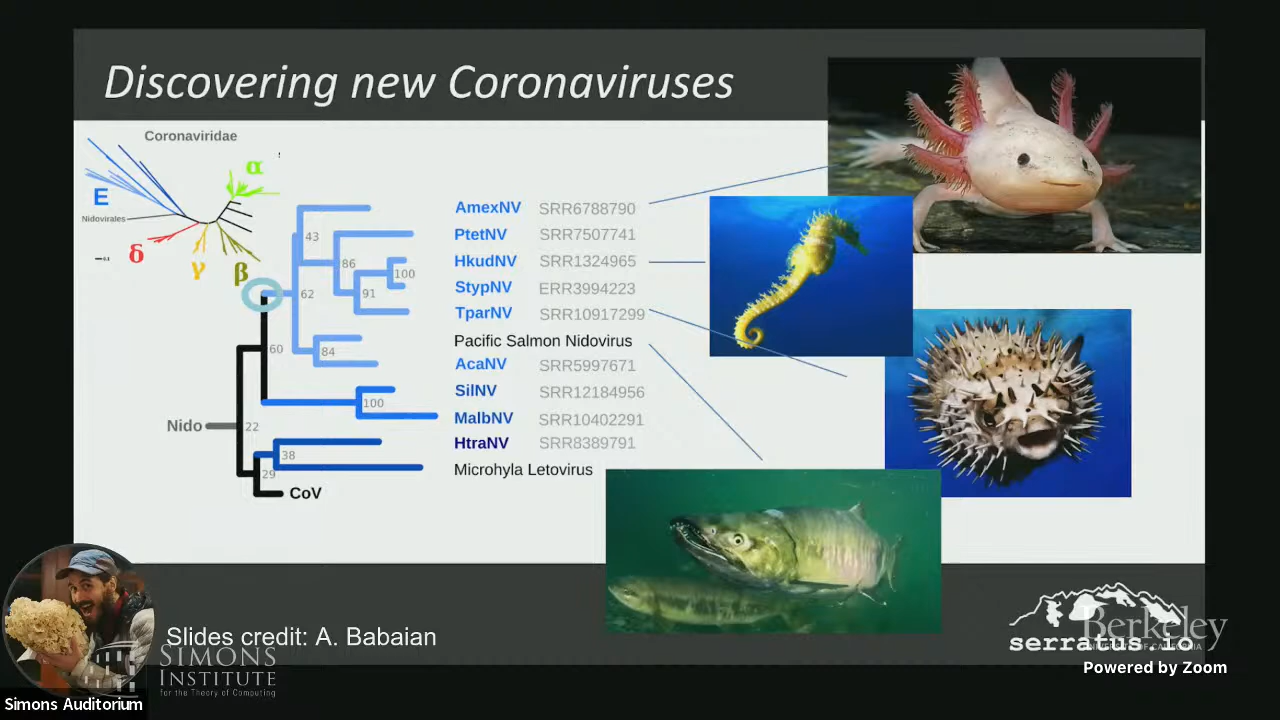 Discovering new Coronaviruses
Coronaviridae
α
E
Nidovirales
δ
γ
β
43
86
100
91
62
84
60
100
22
38
29
Nido
CoV
AmexNV SRR6788790
PtetNV SRR7507741
HkudNV SRR1324965
StypNV ERR3994223
TparNV SRR10917299
Pacific Salmon Nidovirus
AcaNV SRR5997671
SilNV SRR12184956
MalbNV SRR10402291
HtraNV SRR8389791
Microhyla Letovirus
Slides credit: A. Babaian
SIMONS
INSTITUTE
for the Theory of Computing
serratus.io
Berkeley
Powered by Zoom
Simons Auditorium